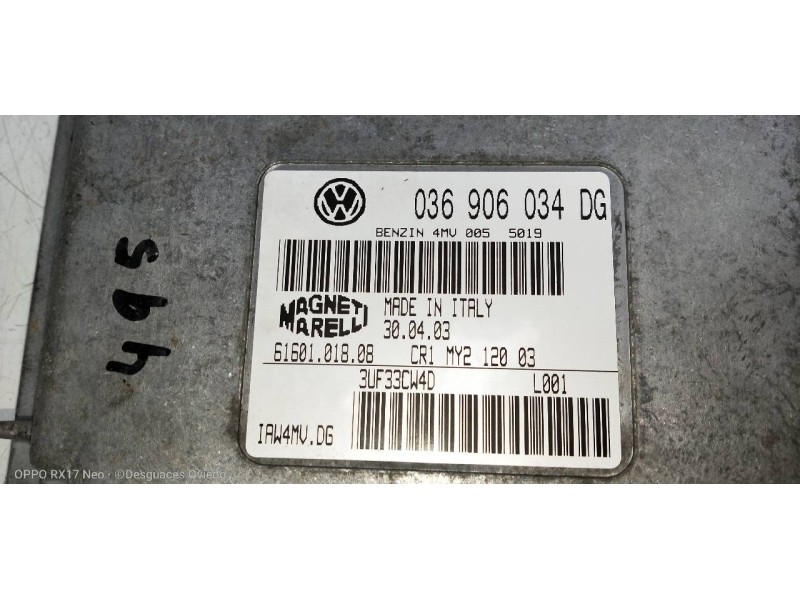 036 906 034 DG
BENZIN 4MV 005 5019
MAGNETI
MARELLI
MADE IN ITALY
30.04.03
61601.018.08 CR1 MY2 120 03
3UF33CW4D L001
IAW4MV.DG
495
OPPO RX17 Neo - ©Desguaces Oviedo